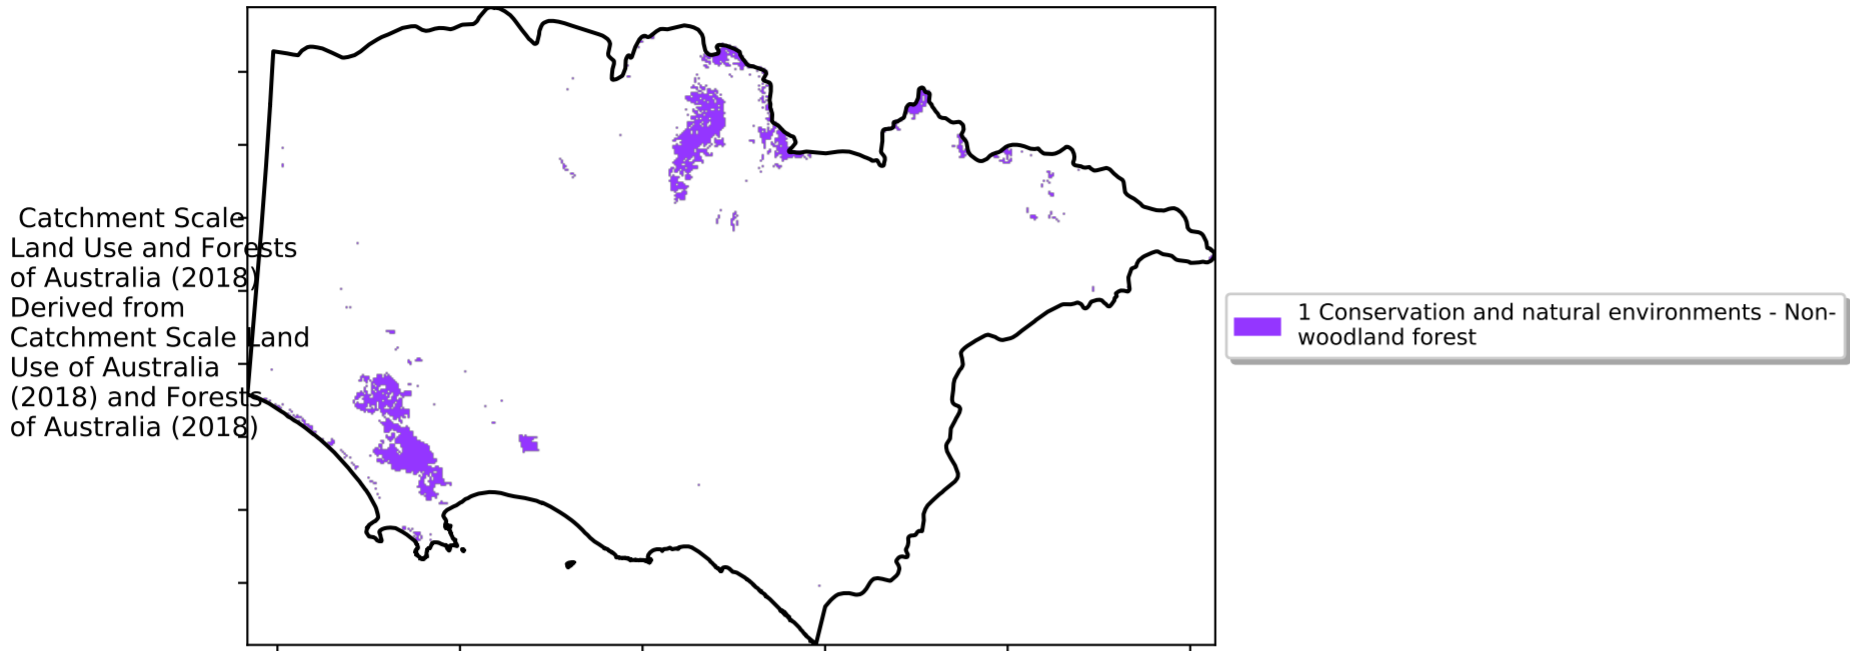 Catchment Scale
Land Use and Forests
of Australia (2018)
Derived from
Catchment Scale Land
Use of Australia
(2018) and Forests
of Australia (2018)
1 Conservation and natural environments - Non-
woodland forest